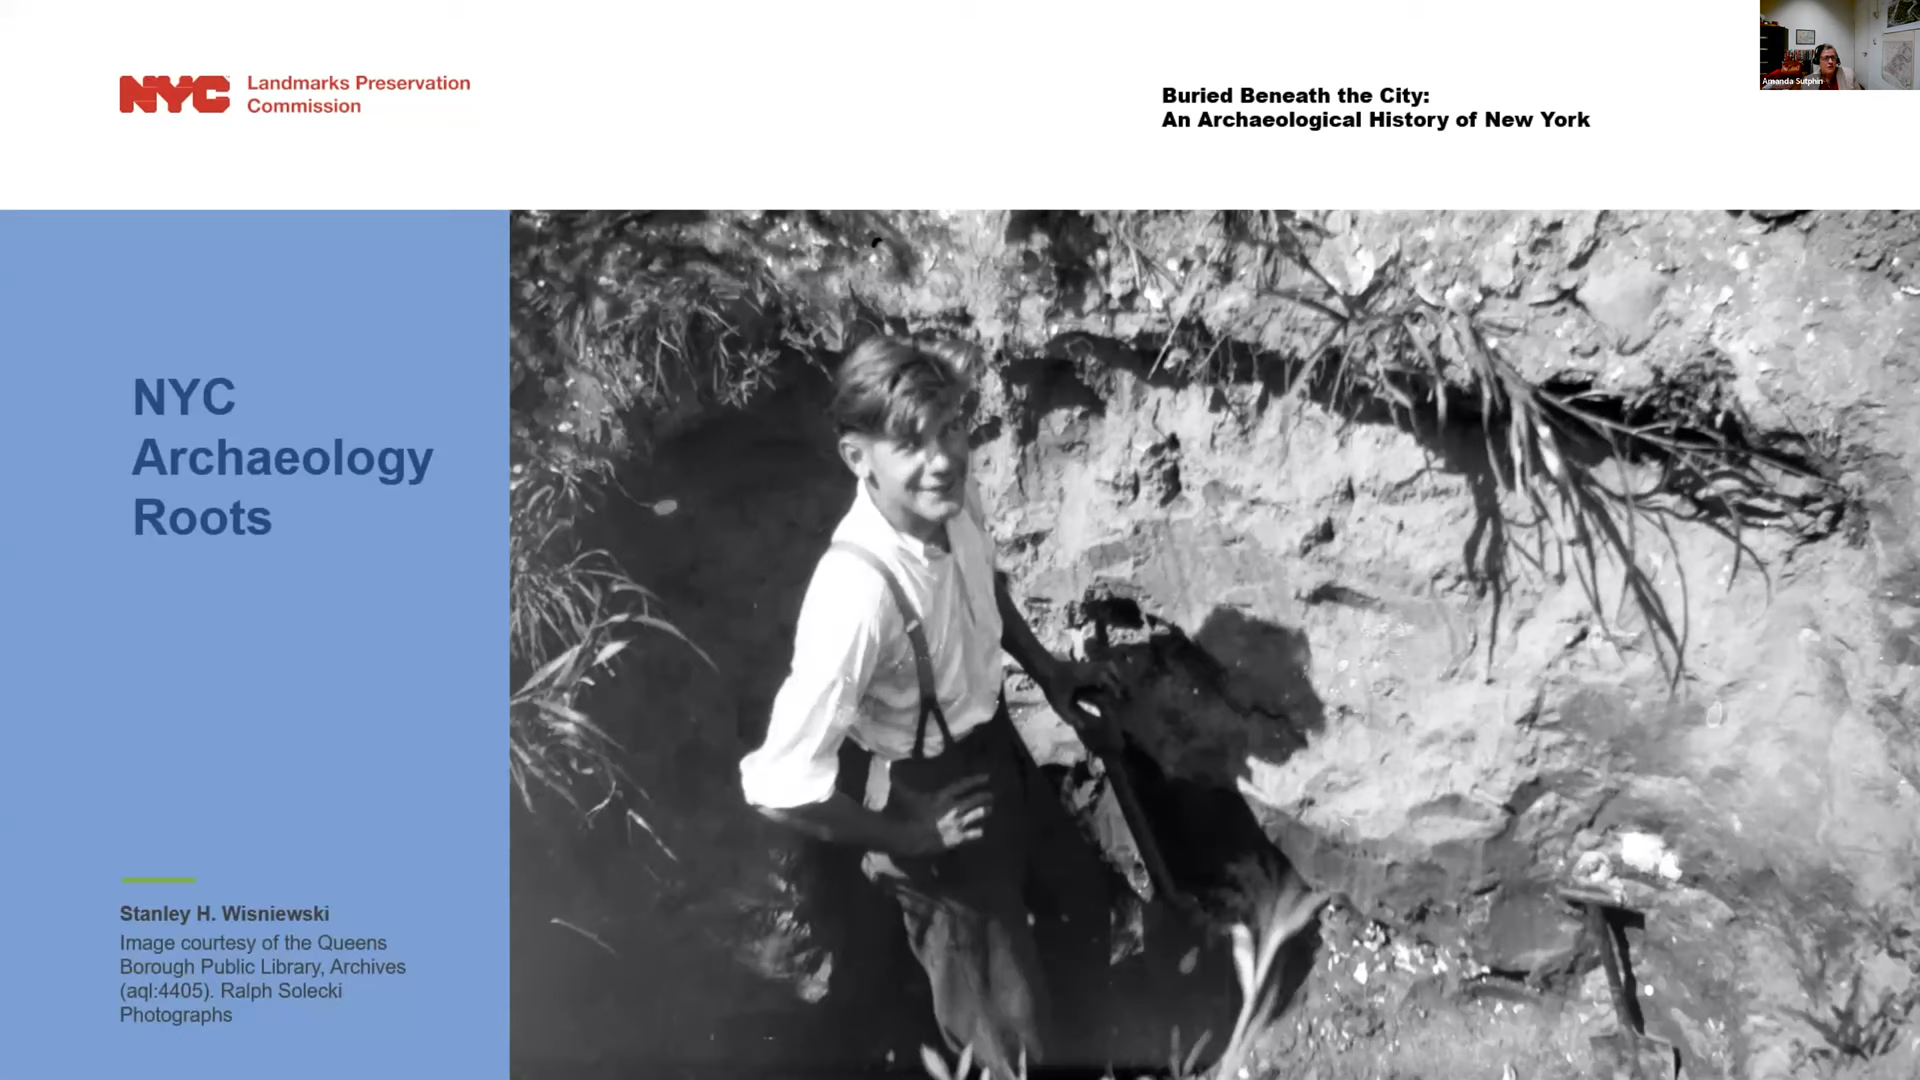 NYC Landmarks Preservation
Commission
Buried Beneath the City:
An Archaeological History of New York
Amanda Sutphin
NYC
Archaeology
Roots
Stanley H. Wisniewski
Image courtesy of the Queens
Borough Public Library, Archives
(aql:4405). Ralph Solecki
Photographs